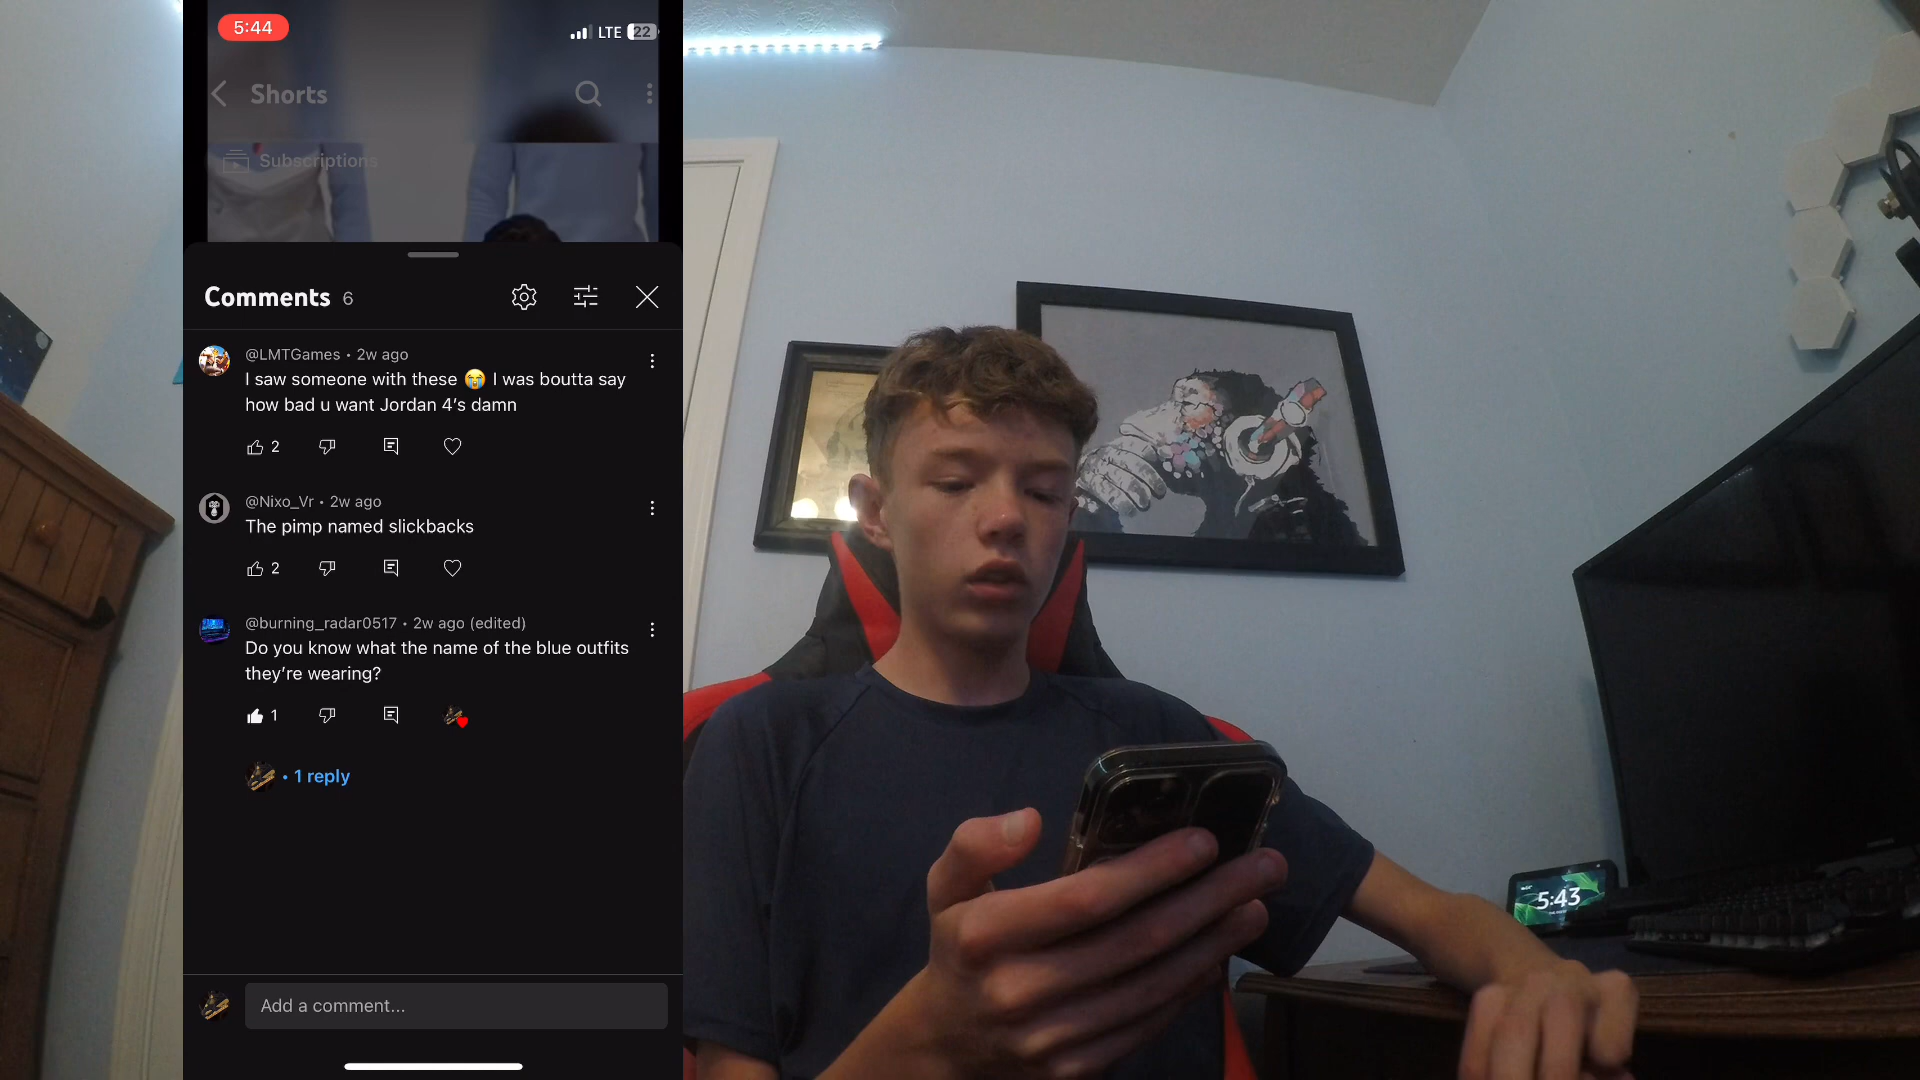 5:44
LTE 22
Shorts
Subscriptions
Comments 6
@LMTGames • 2w ago
I saw someone with these 😭 I was boutta say
how bad u want Jordan 4's damn
2
@Nixo_Vr • 2w ago
The pimp named slickbacks
2
@burning_radar0517 • 2w ago (edited)
Do you know what the name of the blue outfits
they're wearing?
1
• 1 reply
Add a comment...
5:43